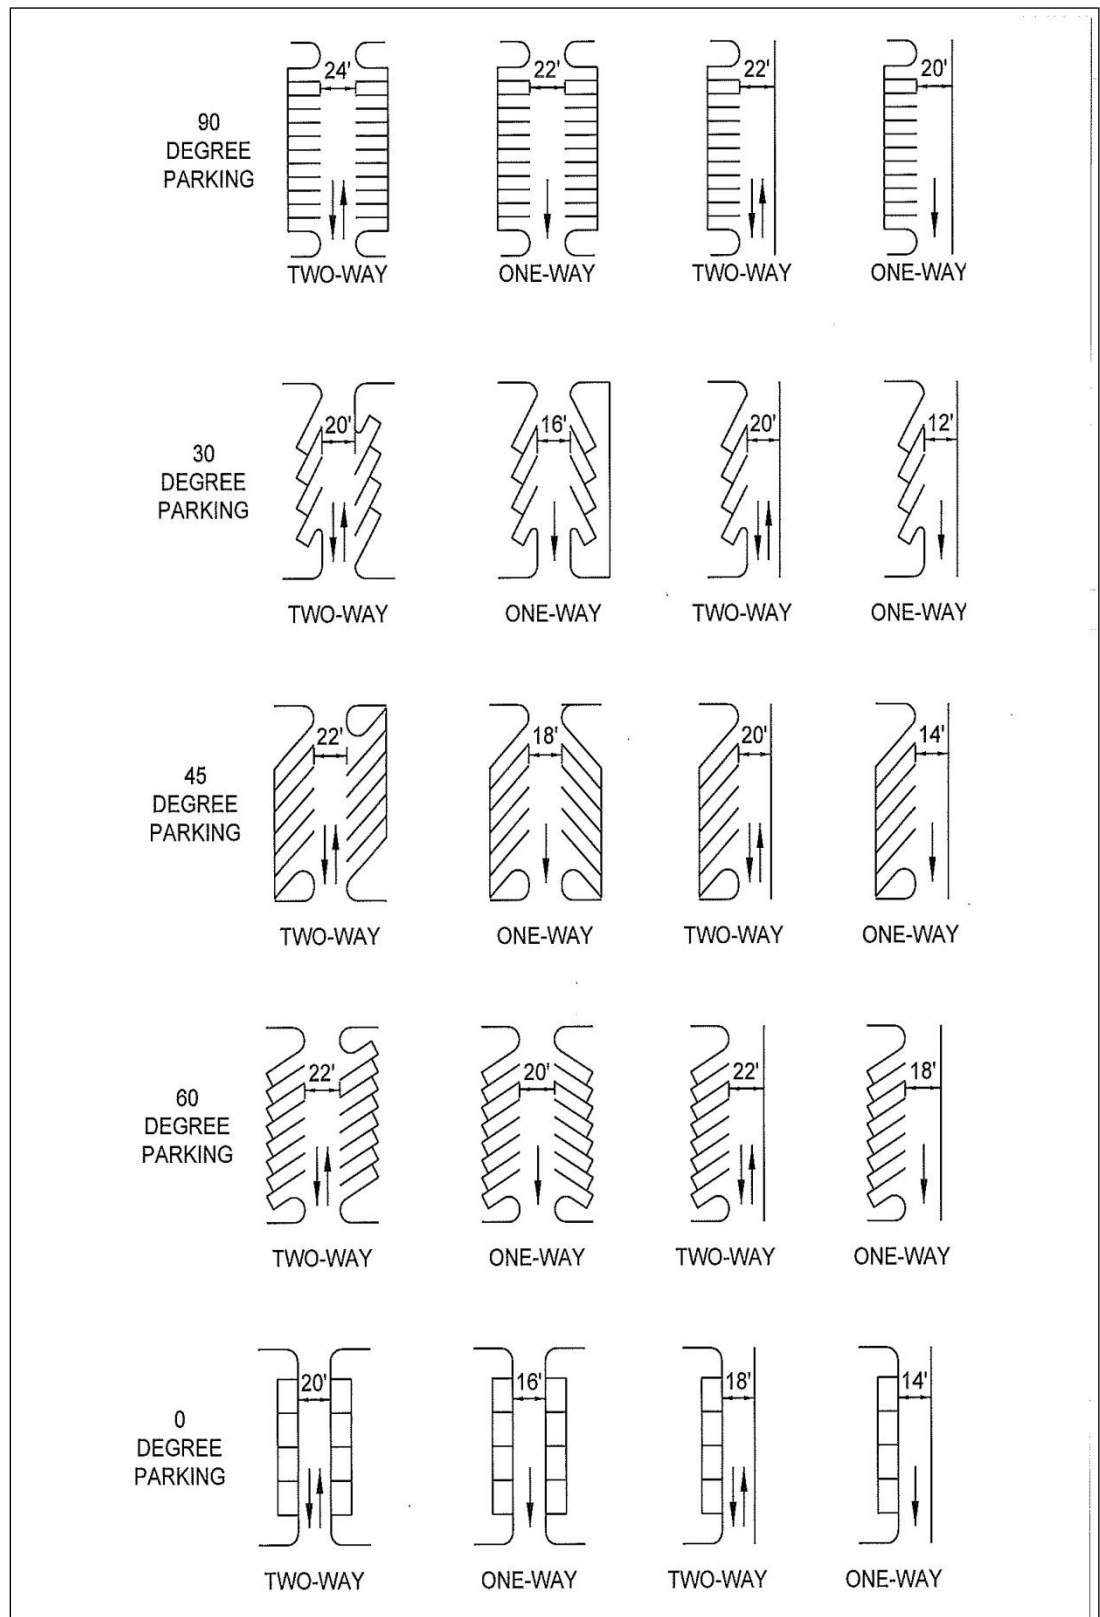 24'
22'
22'
20'
90
DEGREE
PARKING
TWO-WAY
ONE-WAY
TWO-WAY
ONE-WAY
20'
16'
20'
12'
30
DEGREE
PARKING
TWO-WAY
ONE-WAY
TWO-WAY
ONE-WAY
22'
18'
20'
14'
45
DEGREE
PARKING
TWO-WAY
ONE-WAY
TWO-WAY
ONE-WAY
22'
20'
22'
18'
60
DEGREE
PARKING
TWO-WAY
ONE-WAY
TWO-WAY
ONE-WAY
20'
16'
18'
14'
0
DEGREE
PARKING
TWO-WAY
ONE-WAY
TWO-WAY
ONE-WAY